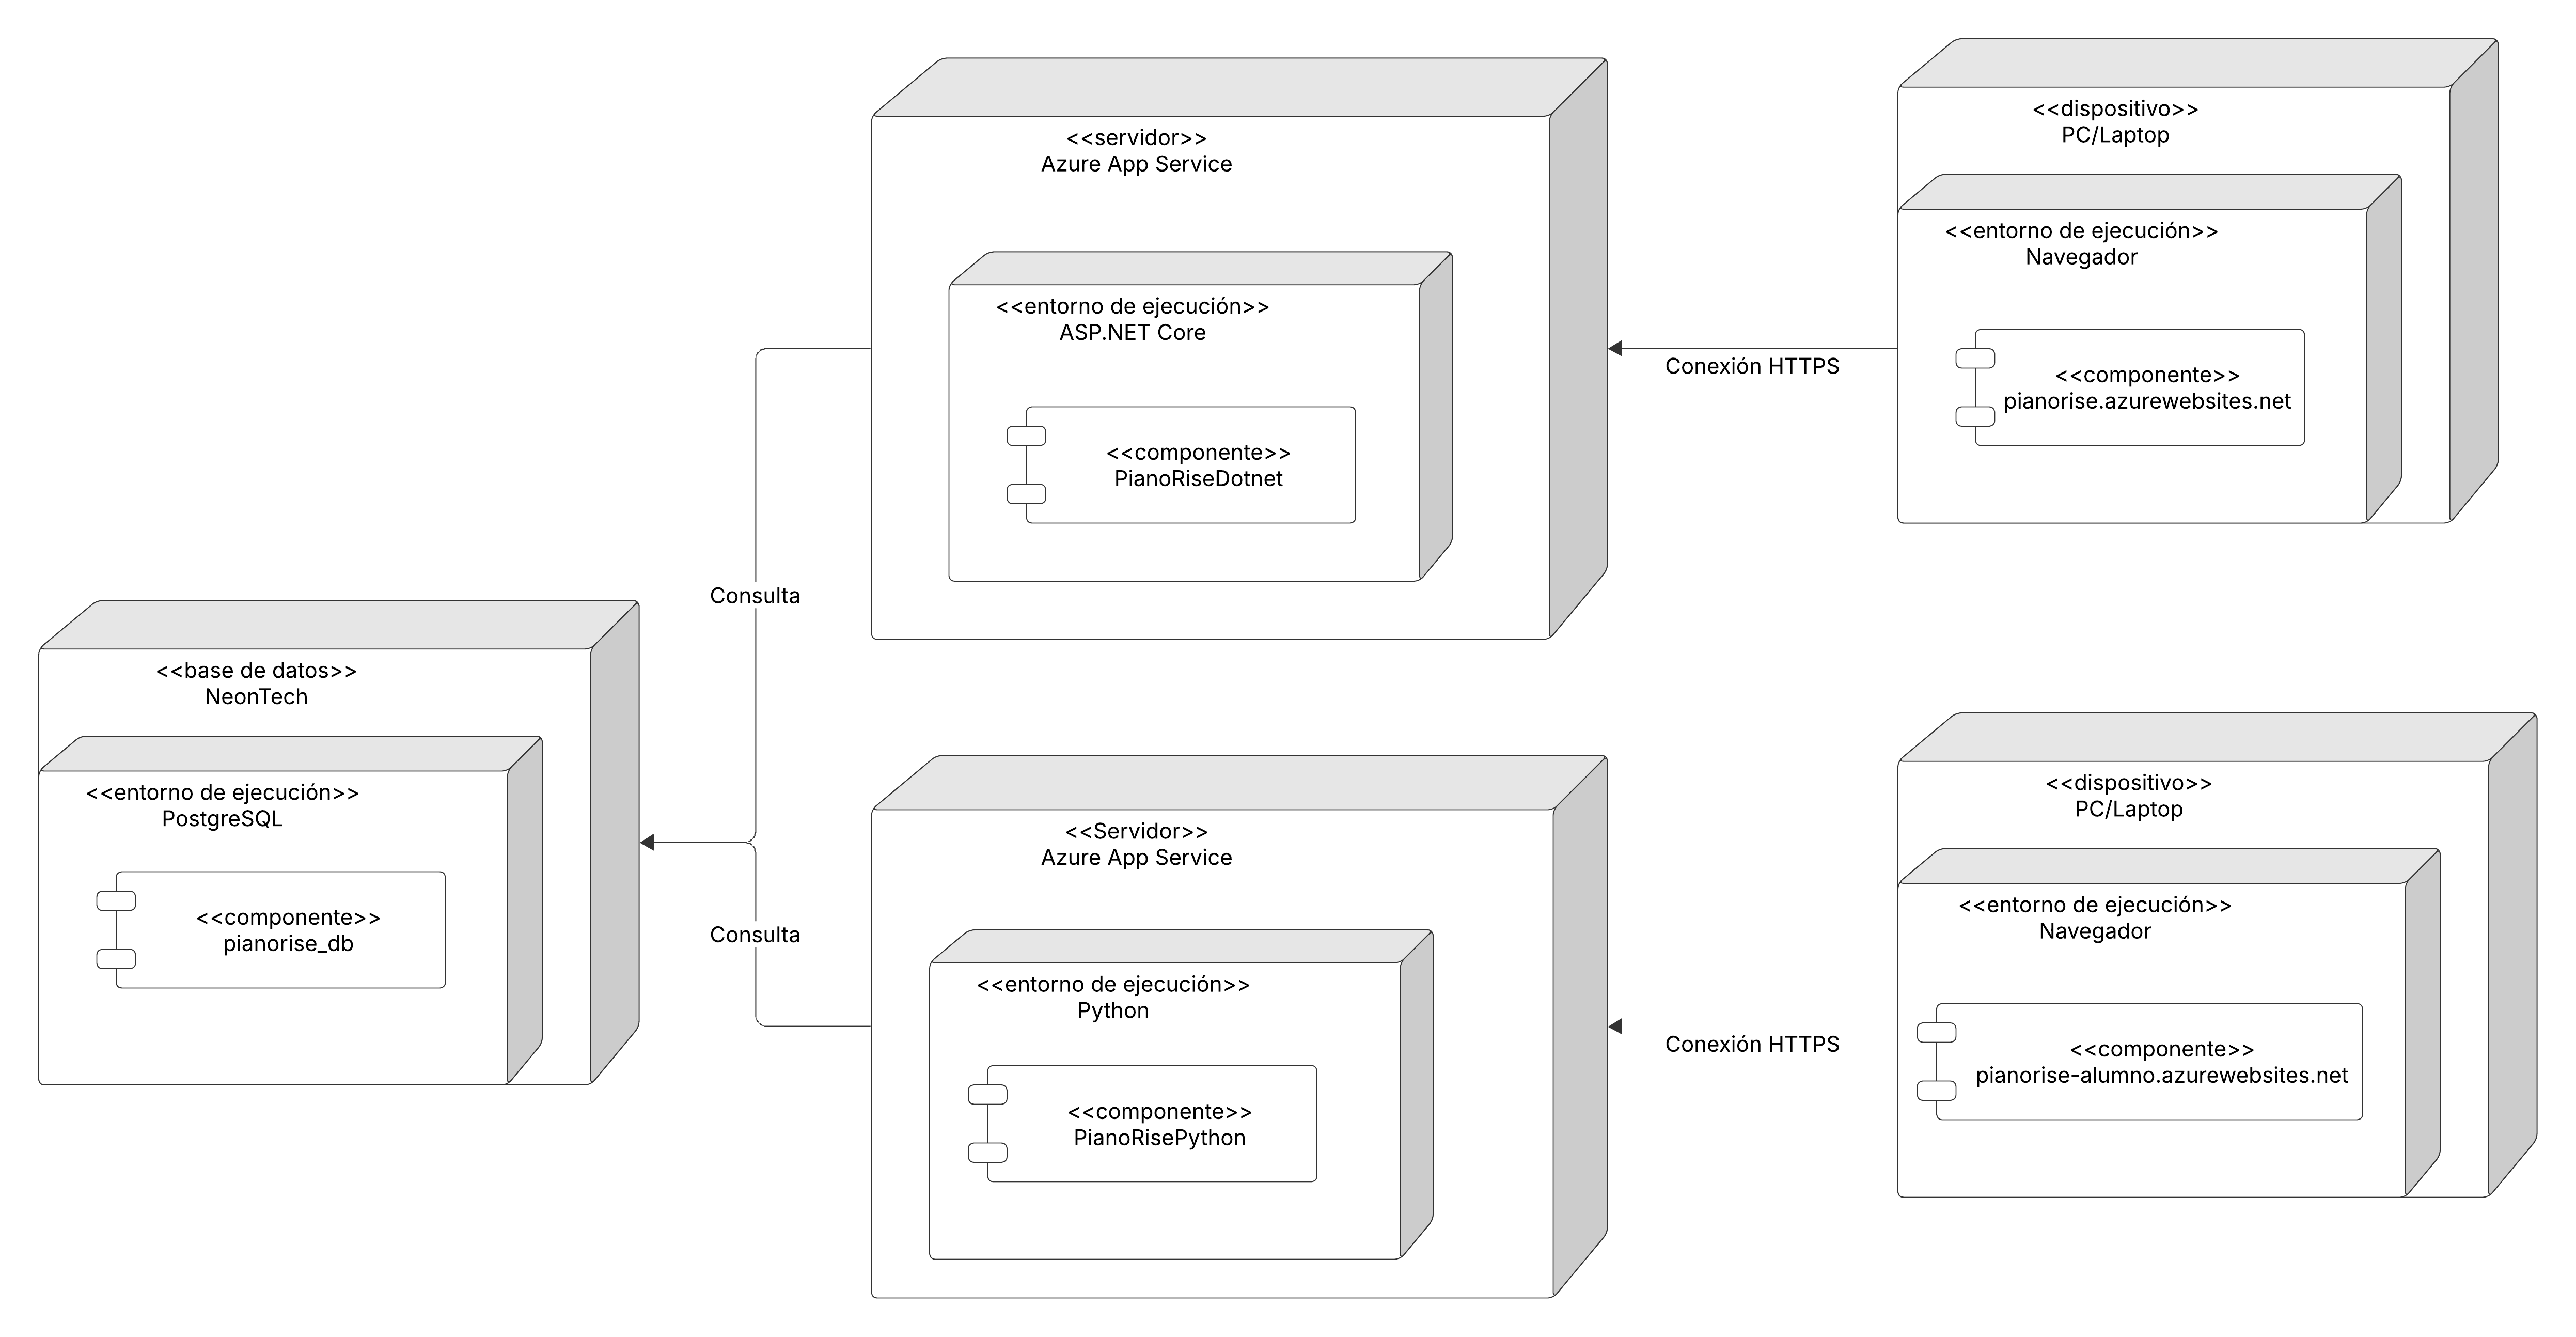 <<servidor>>
Azure App Service
<<entorno de ejecución>>
ASP.NET Core
<<componente>>
PianoRiseDotnet
<<dispositivo>>
PC/Laptop
<<entorno de ejecución>>
Navegador
<<componente>>
pianorise.azurewebsites.net
Conexión HTTPS
Consulta
<<base de datos>>
NeonTech
<<entorno de ejecución>>
PostgreSQL
<<componente>>
pianorise_db
Consulta
<<Servidor>>
Azure App Service
<<entorno de ejecución>>
Python
<<componente>>
PianoRisePython
Conexión HTTPS
<<dispositivo>>
PC/Laptop
<<entorno de ejecución>>
Navegador
<<componente>>
pianorise-alumno.azurewebsites.net